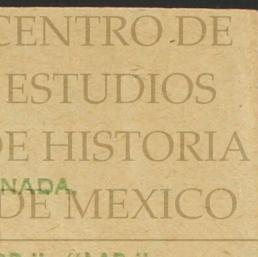 CENTRO DE
ESTUDIOS
DE HISTORIA
NADA.
DE MEXICO